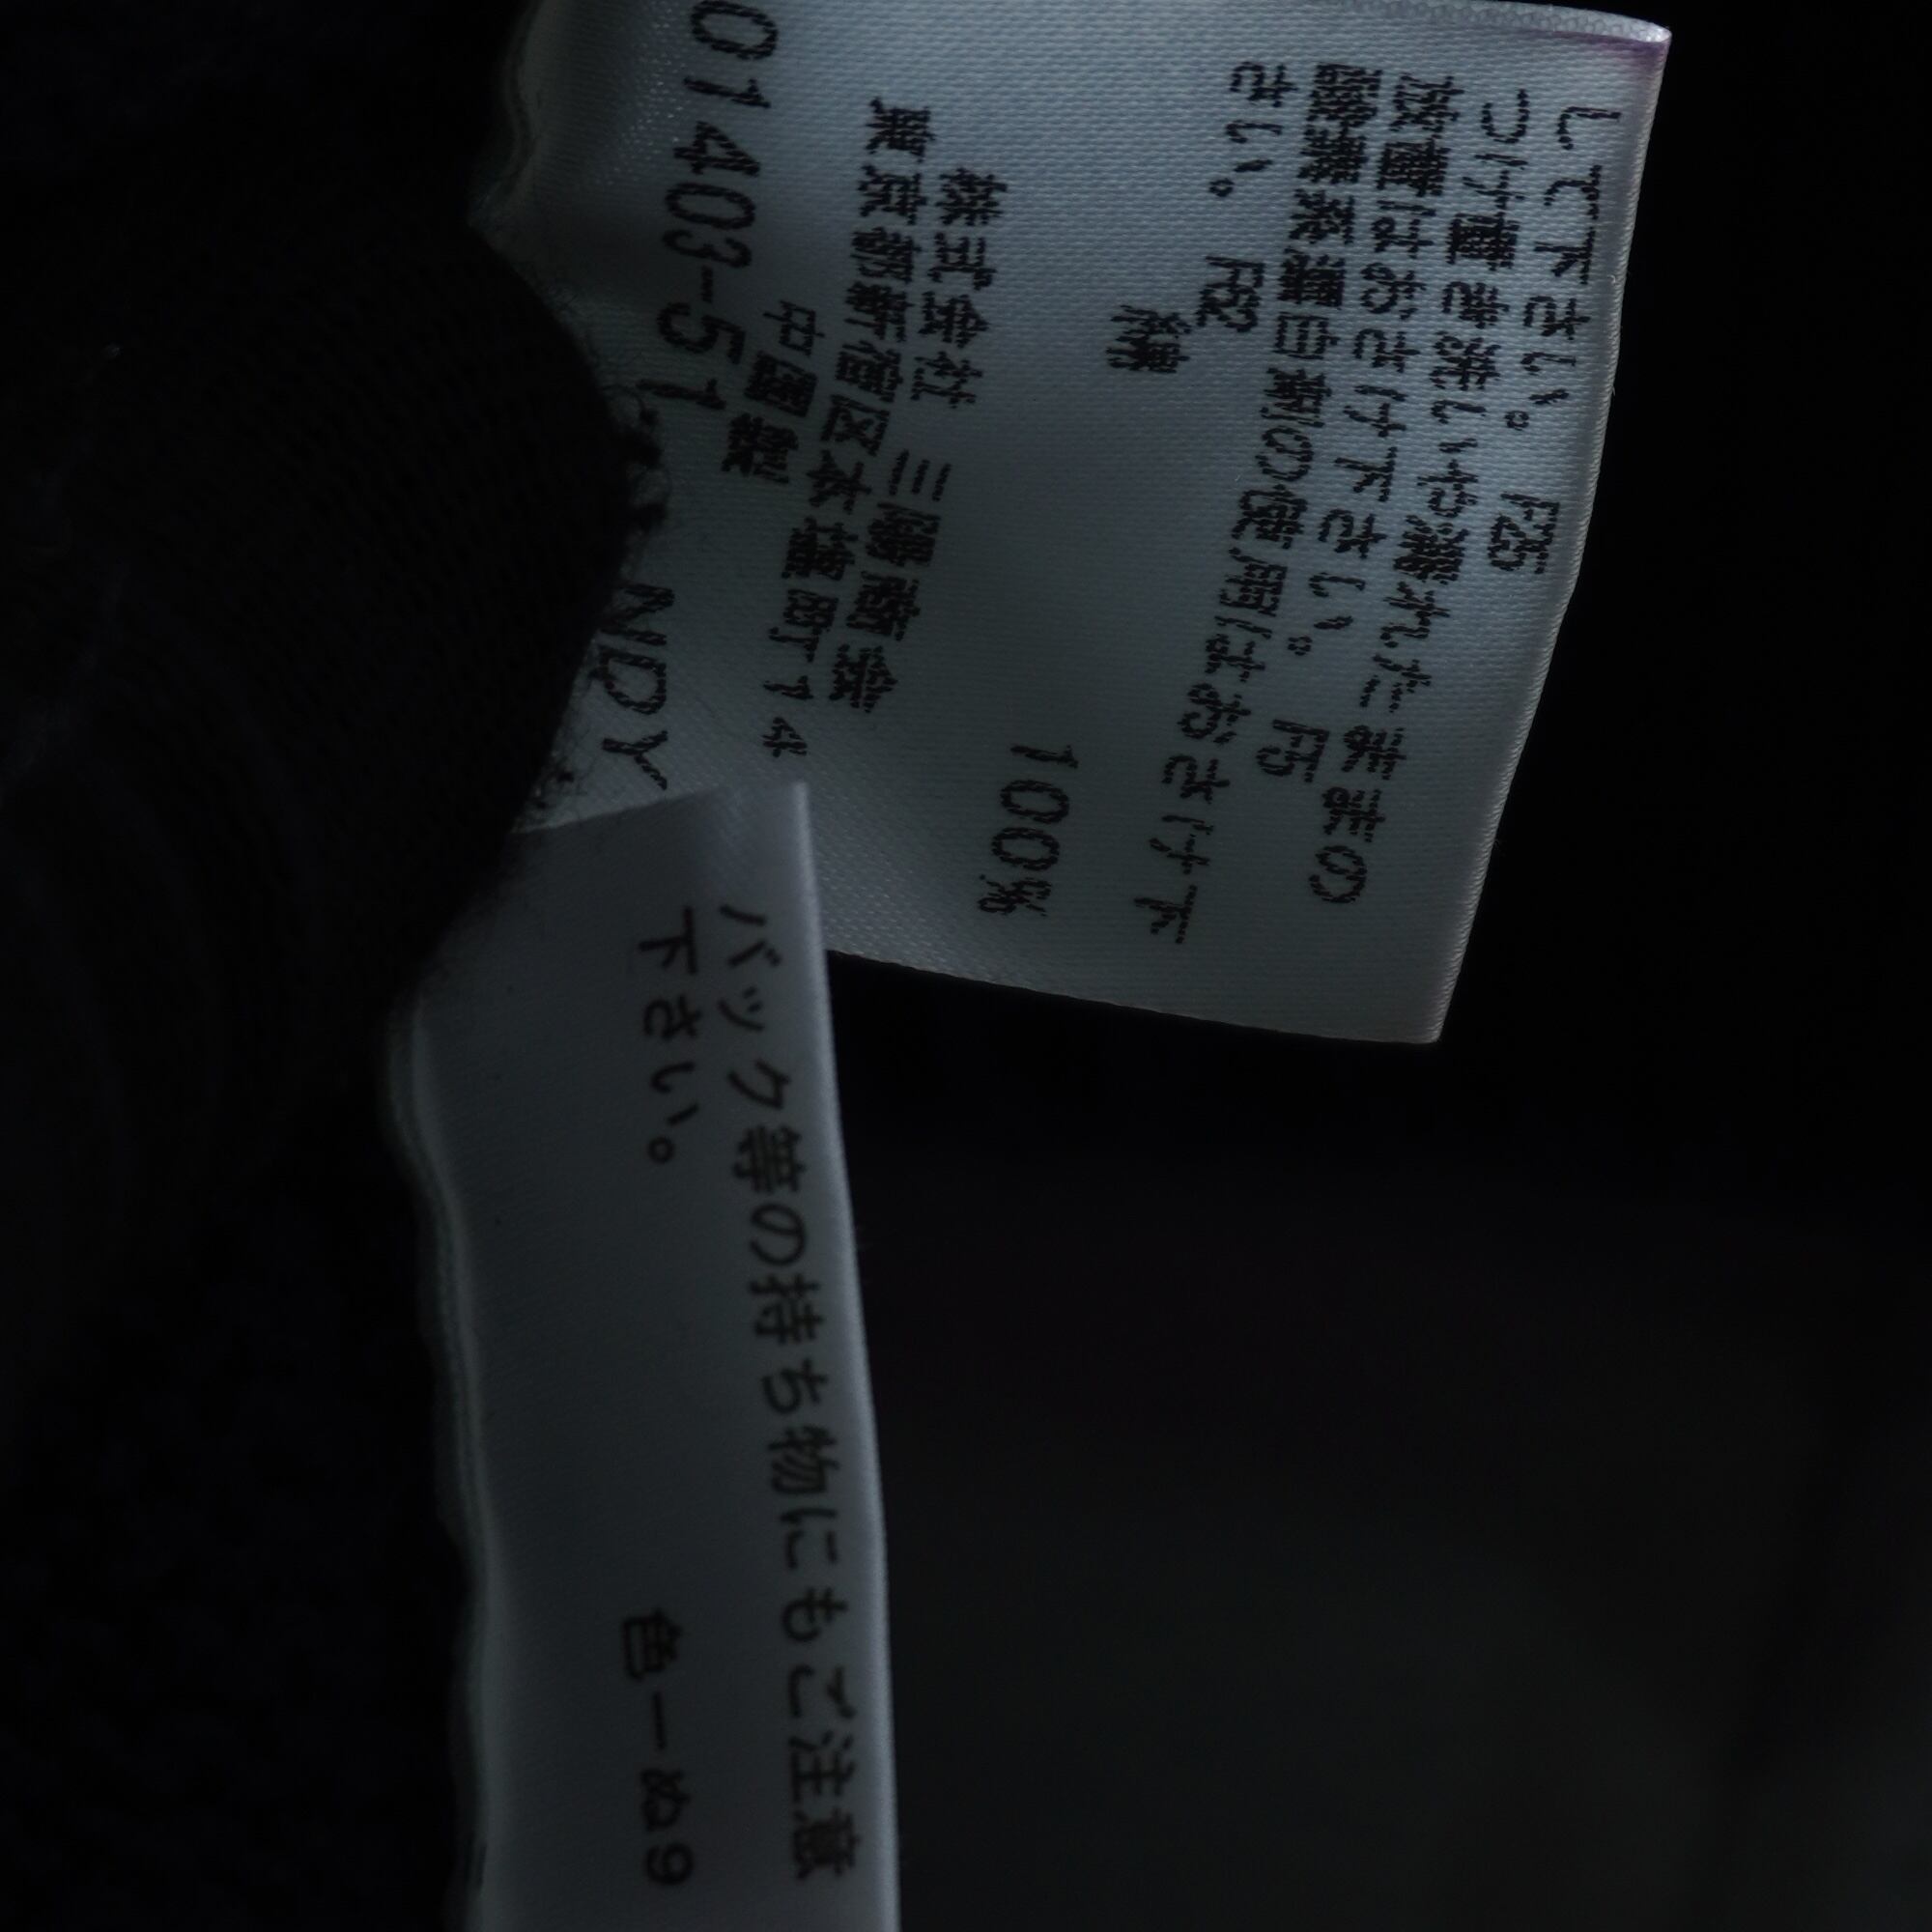 して下さい。 F25
つけ置き洗いや濡れたままの
放置はおさけ下さい。 F5
酸素系漂白剤の使用はおさけ下
さい。 F52
綿 100%
株式会社 三陽商会
東京都新宿区本塩町14
中国製
01403-51
NDY
バック等の持ち物にもご注意
下さい。
色-ぬ9